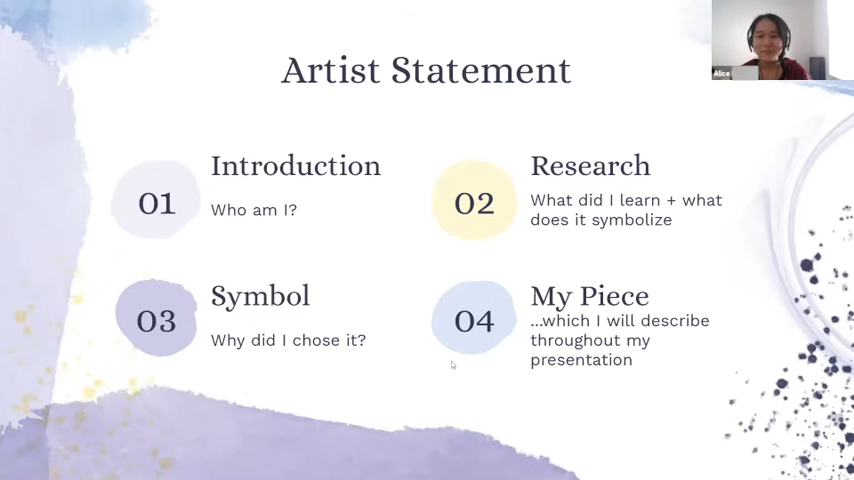 Artist Statement
Alice
01
Introduction
Who am I?
02
Research
What did I learn + what
does it symbolize
03
Symbol
Why did I chose it?
04
My Piece
...which I will describe
throughout my
presentation